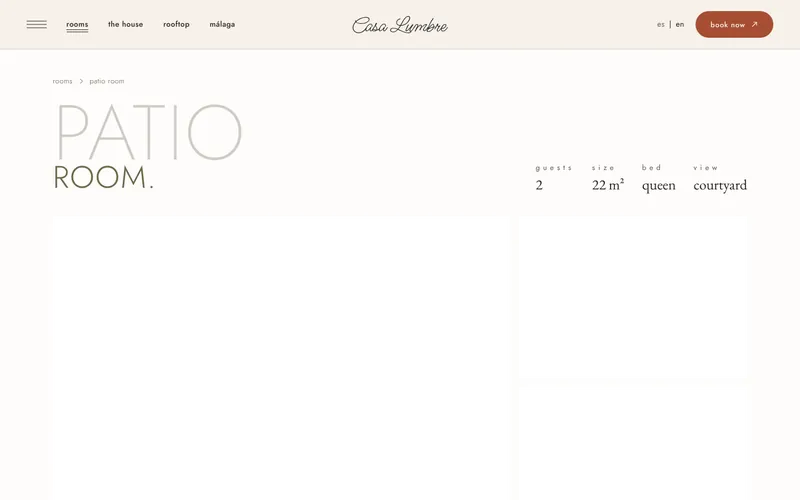 rooms the house rooftop málaga Casa Lumbre es | en book now
rooms > patio room
PATIO
ROOM.
guests size bed view
2 22 m² queen courtyard